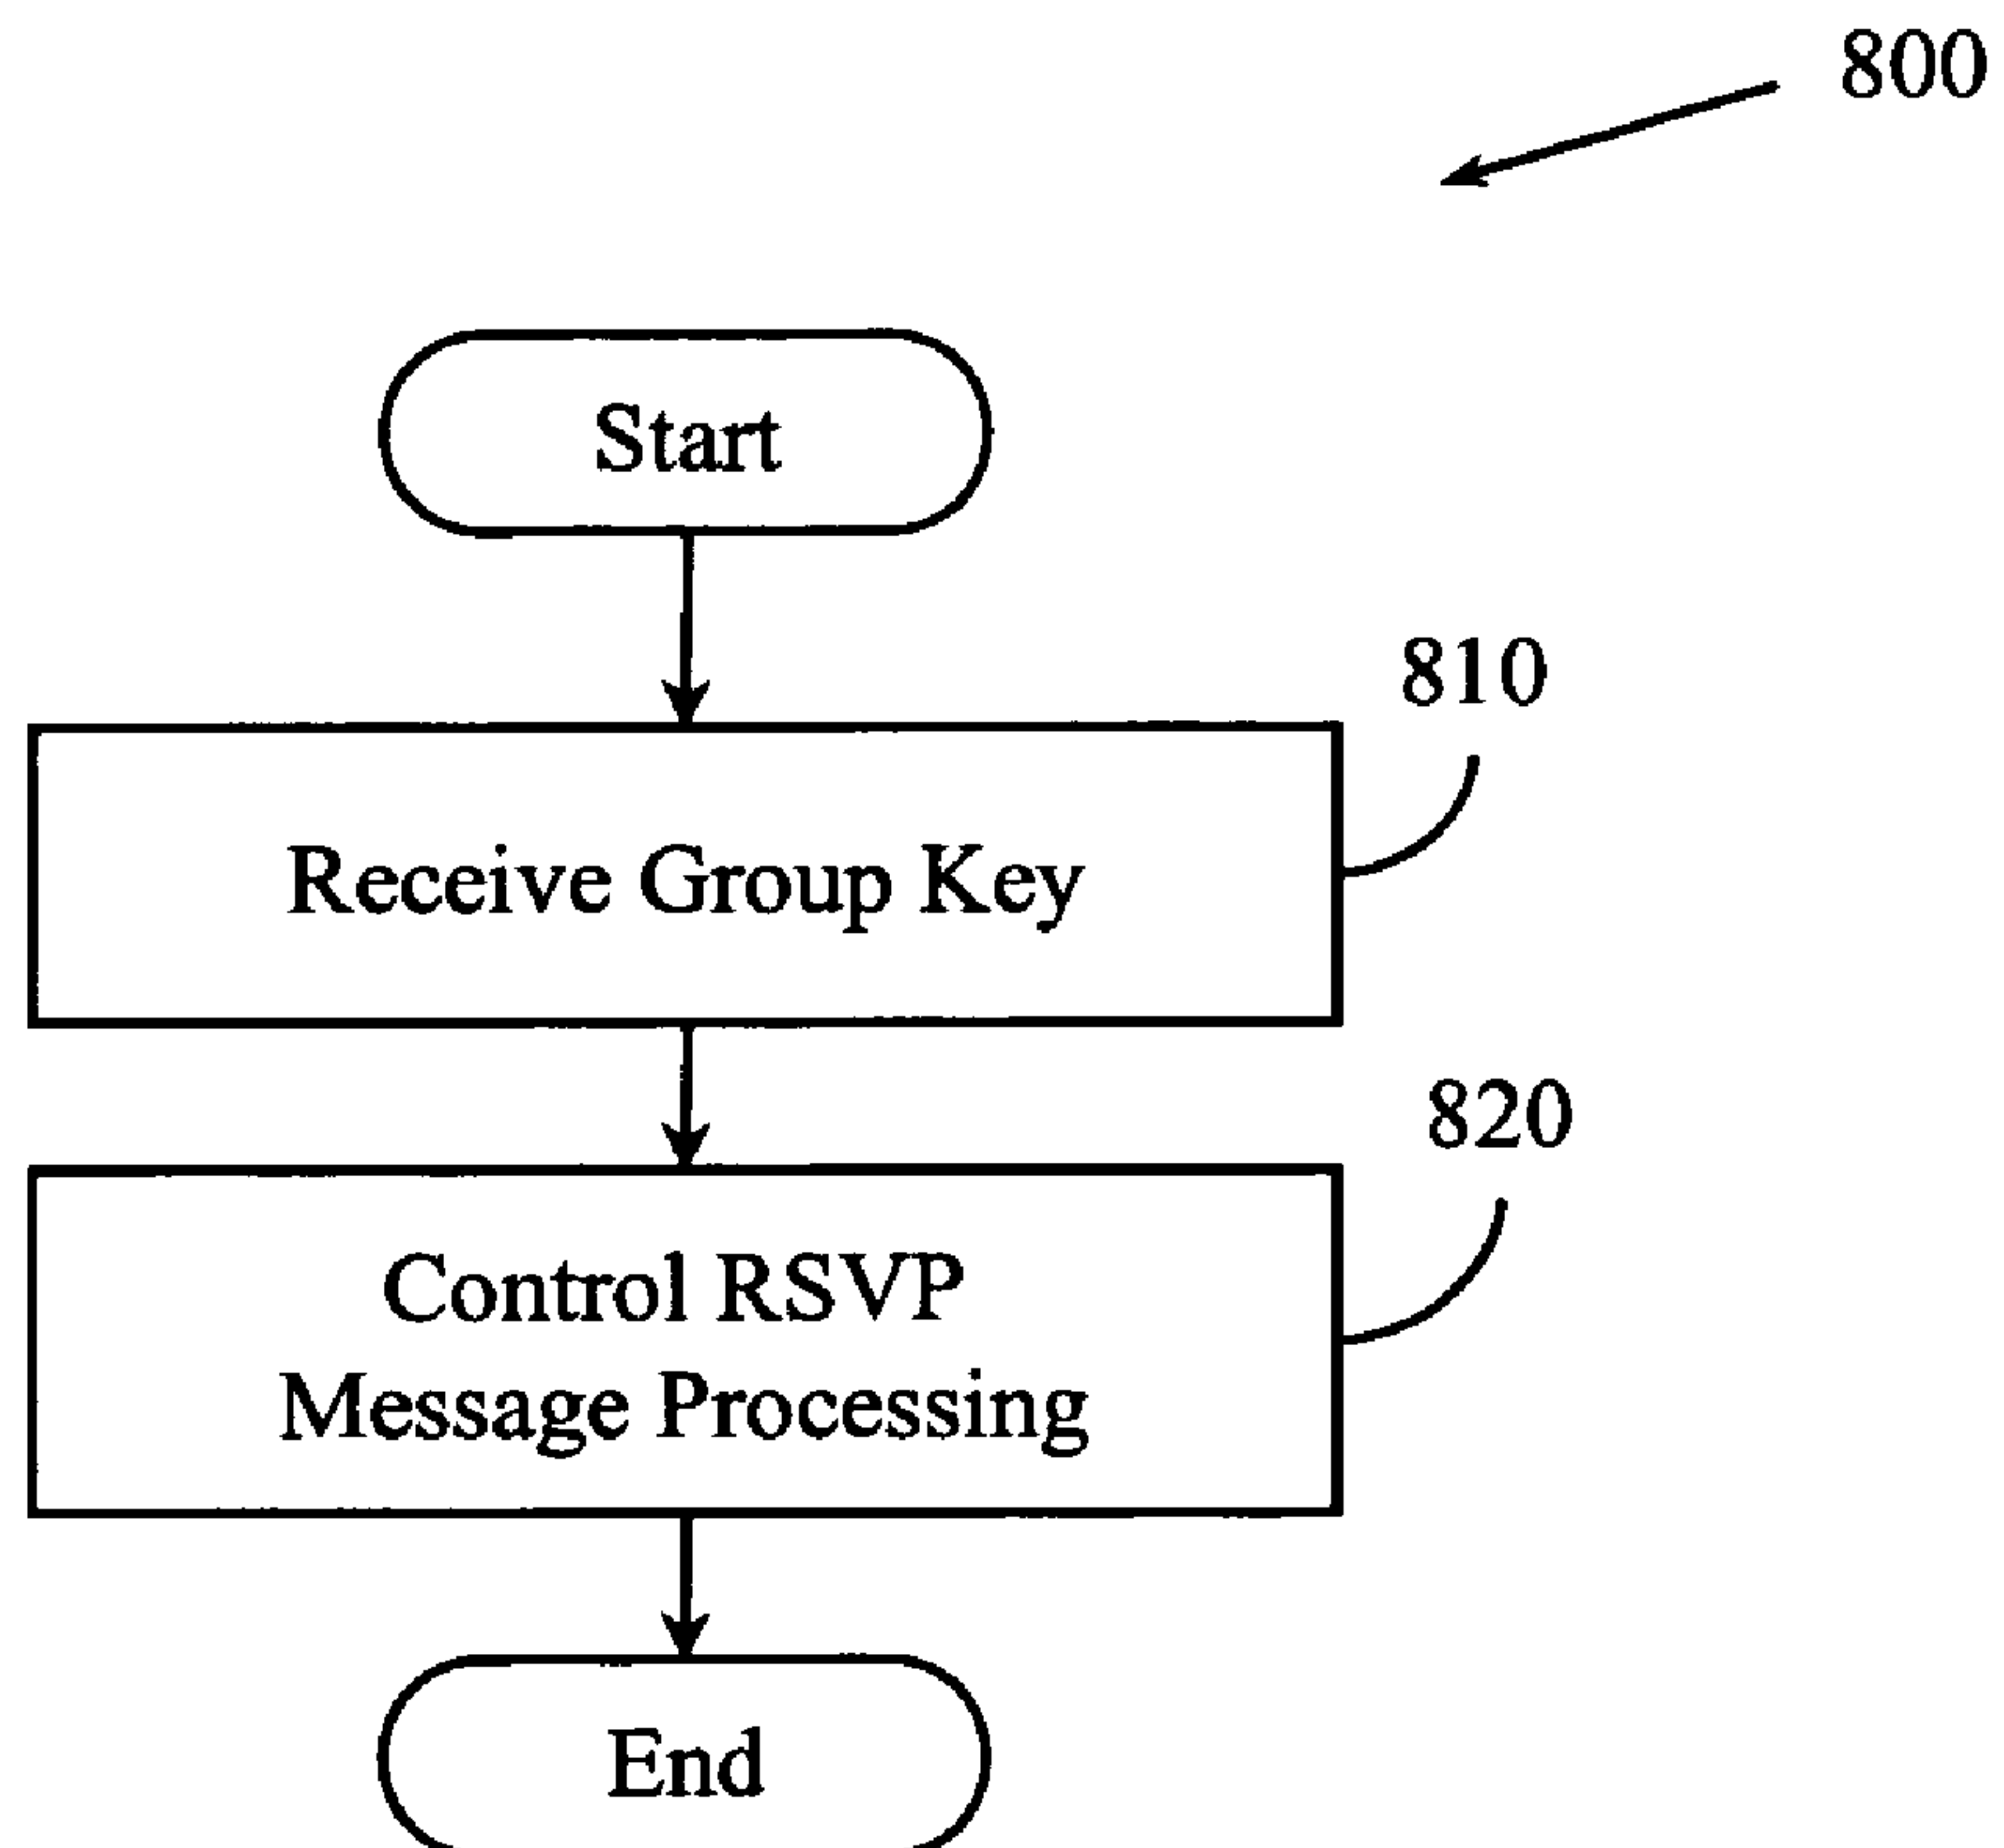 800
Start
810
Receive Group Key
820
Control RSVP
Message Processing
End